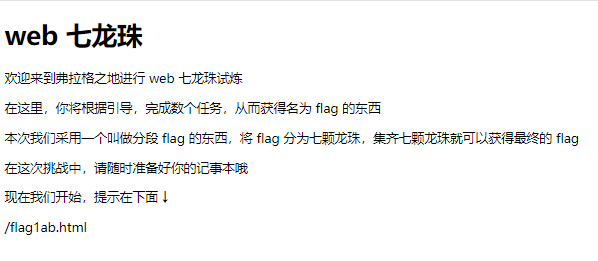 web 七龙珠
欢迎来到弗拉格之地进行 web 七龙珠试炼
在这里，你将根据引导，完成数个任务，从而获得名为 flag 的东西
本次我们采用一个叫做分段 flag 的东西，将 flag 分为七颗龙珠，集齐七颗龙珠就可以获得最终的 flag
在这次挑战中，请随时准备好你的记事本哦
现在我们开始，提示在下面↓
/flag1ab.html